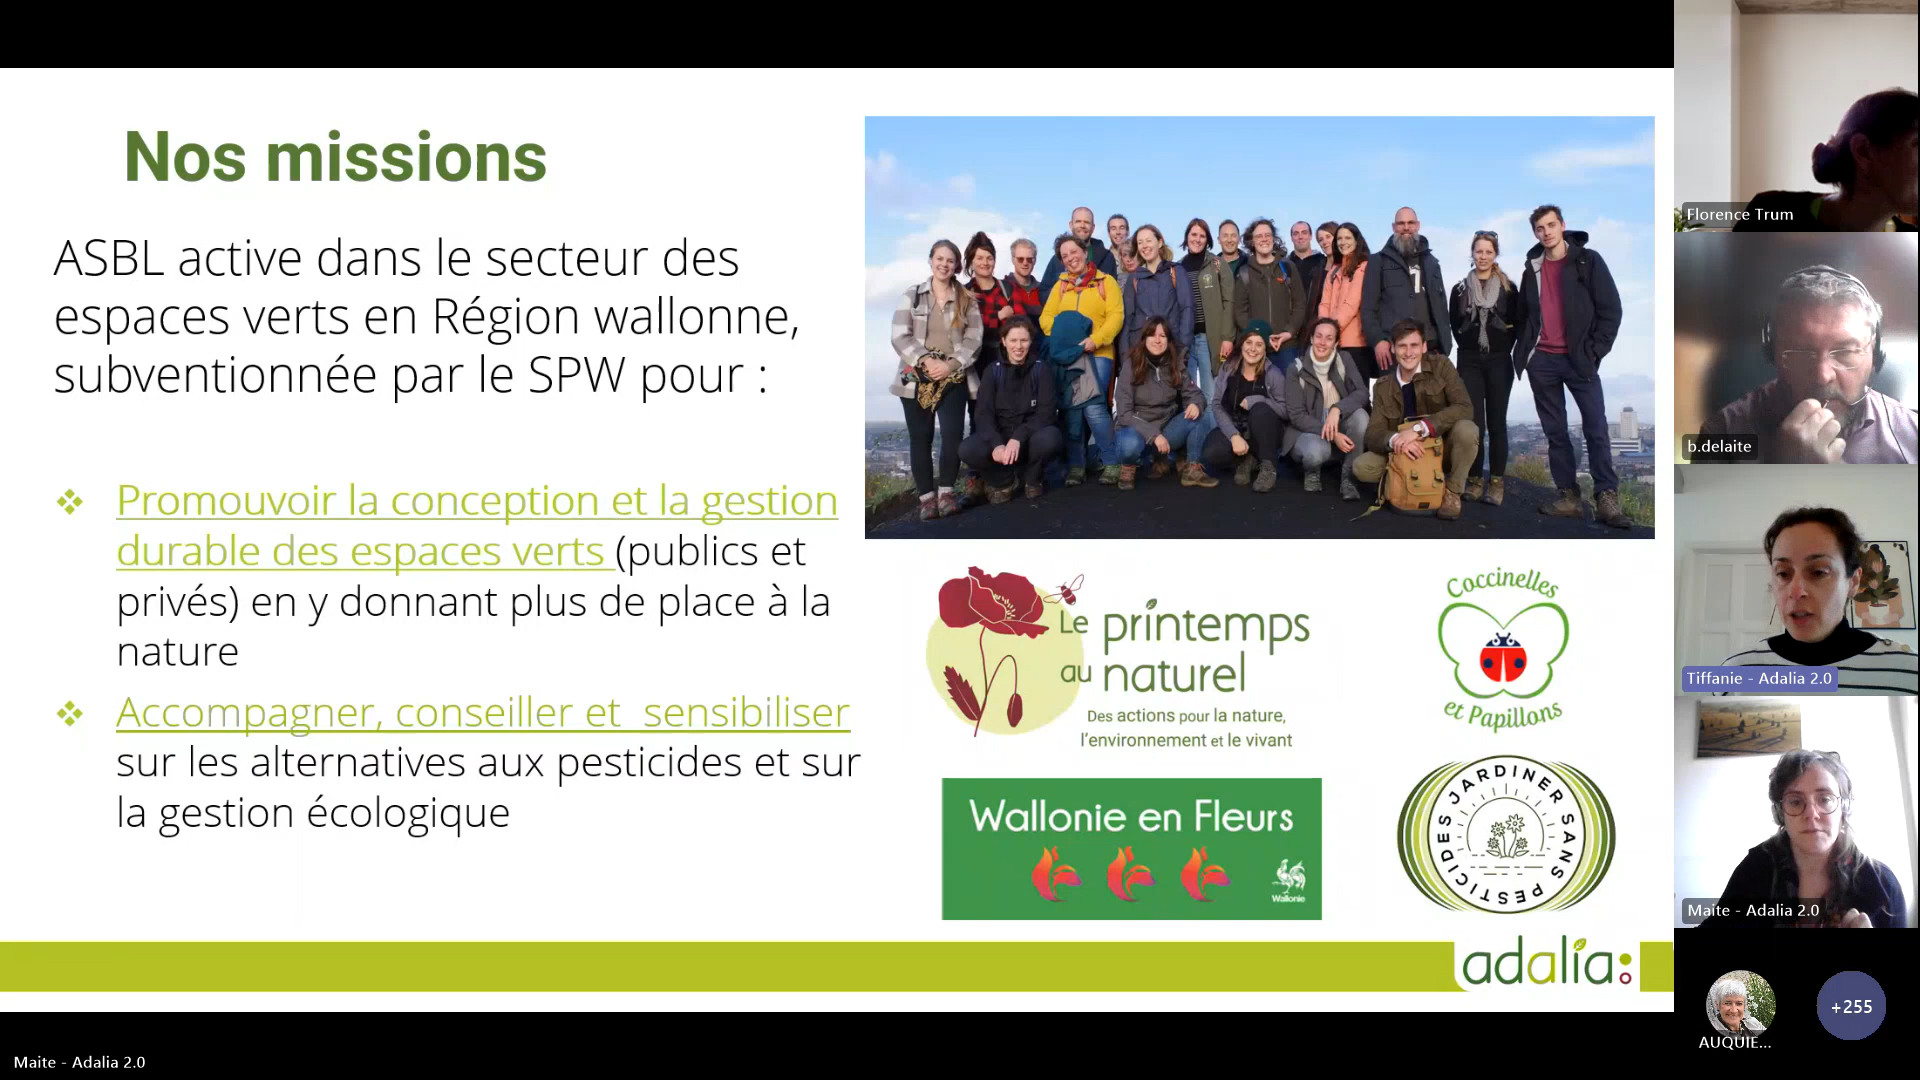 Nos missions
ASBL active dans le secteur des
espaces verts en Région wallonne,
subventionnée par le SPW pour :
Promouvoir la conception et la gestion
durable des espaces verts (publics et
privés) en y donnant plus de place à la
nature
Accompagner, conseiller et  sensibiliser
sur les alternatives aux pesticides et sur
la gestion écologique
Le printemps
au naturel
Des actions pour la nature,
l'environnement et le vivant
Coccinelles
et Papillons
Wallonie en Fleurs
Wallonie
JARDINER SANS PESTICIDES
adalia
Florence Trum
b.delaite
Tiffanie - Adalia 2.0
Maite - Adalia 2.0
AUQUIE...
+255
Maite - Adalia 2.0